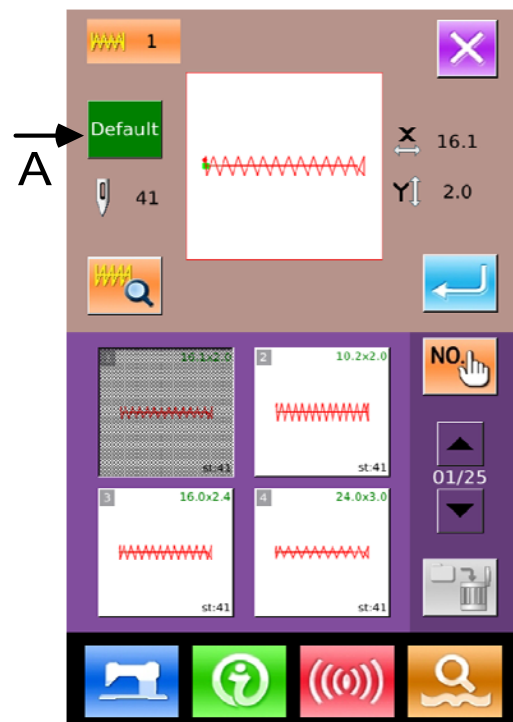 1
Default
A
X 16.1
41
Y 2.0
NO.
1 16.1x2.0
st:41
2 10.2x2.0
st:41
01/25
3 16.0x2.4
st:41
4 24.0x3.0
st:41